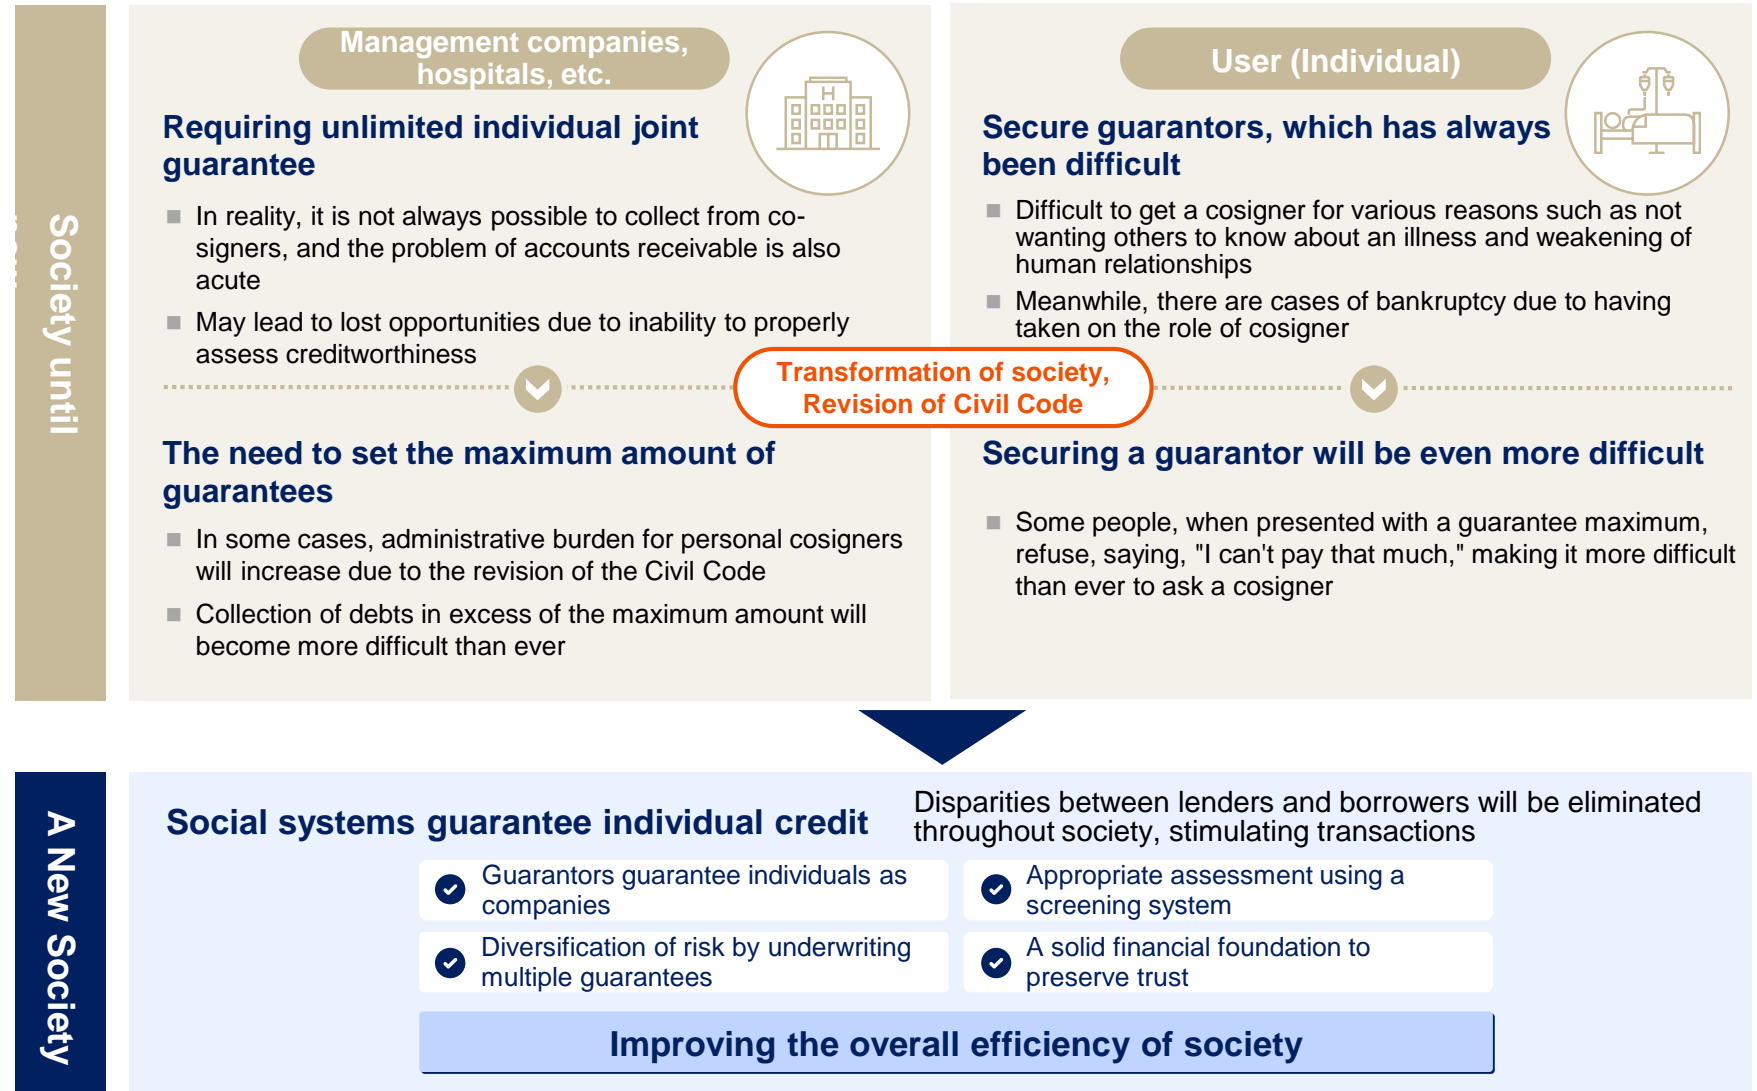 Society until
Management companies,
hospitals, etc.
Requiring unlimited individual joint
guarantee
In reality, it is not always possible to collect from co-
signers, and the problem of accounts receivable is also
acute
May lead to lost opportunities due to inability to properly
assess creditworthiness
User (Individual)
Secure guarantors, which has always
been difficult
Difficult to get a cosigner for various reasons such as not
wanting others to know about an illness and weakening of
human relationships
Meanwhile, there are cases of bankruptcy due to having
taken on the role of cosigner
Transformation of society,
Revision of Civil Code
The need to set the maximum amount of
guarantees
In some cases, administrative burden for personal cosigners
will increase due to the revision of the Civil Code
Collection of debts in excess of the maximum amount will
become more difficult than ever
Securing a guarantor will be even more difficult
Some people, when presented with a guarantee maximum,
refuse, saying, "I can't pay that much," making it more difficult
than ever to ask a cosigner
A New Society
Social systems guarantee individual credit
Disparities between lenders and borrowers will be eliminated
throughout society, stimulating transactions
Guarantors guarantee individuals as
companies
Appropriate assessment using a
screening system
Diversification of risk by underwriting
multiple guarantees
A solid financial foundation to
preserve trust
Improving the overall efficiency of society